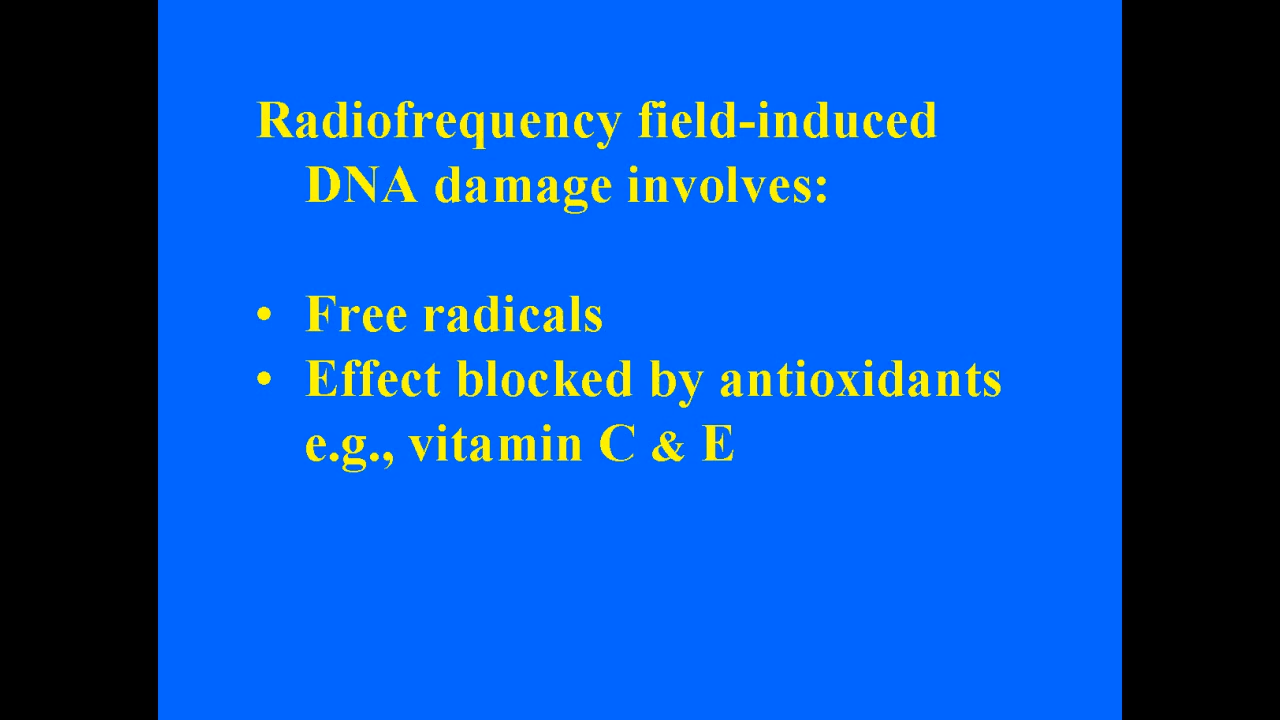 Radiofrequency field-induced
DNA damage involves:
• Free radicals
• Effect blocked by antioxidants
e.g., vitamin C & E